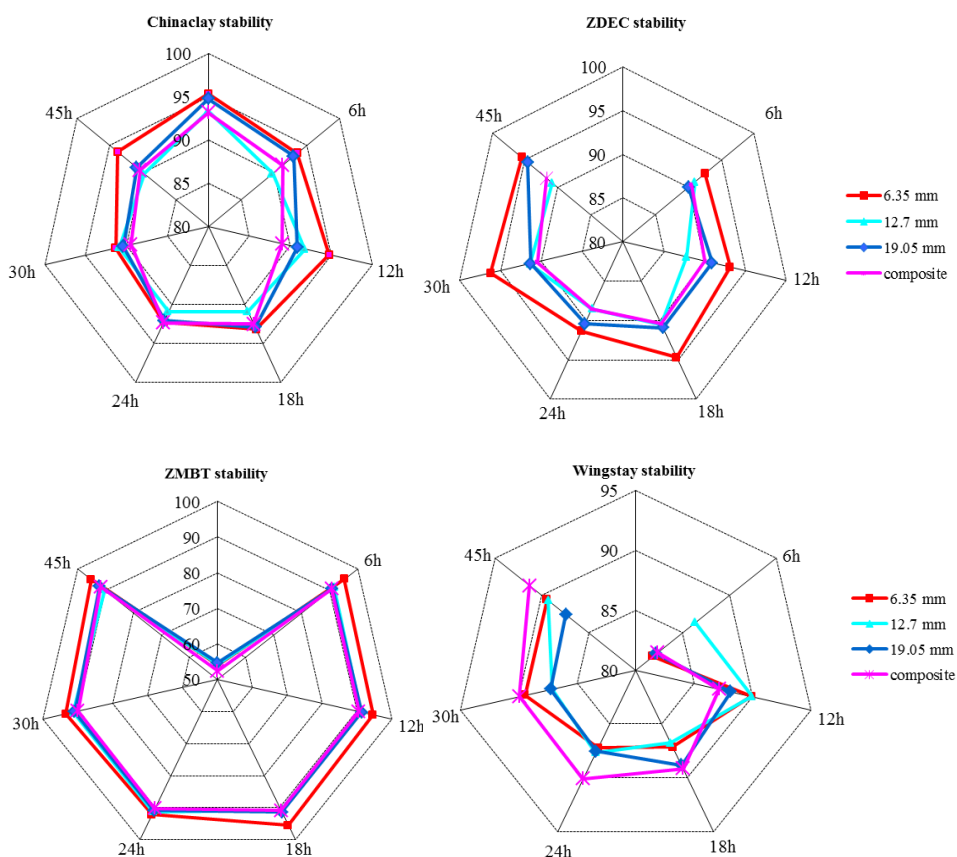 Chinaclay stability
100
95
90
85
80
6h
12h
18h
24h
30h
45h
ZDEC stability
100
95
90
85
80
6h
12h
18h
24h
30h
45h
6.35 mm
12.7 mm
19.05 mm
composite
ZMBT stability
100
90
80
70
60
50
6h
12h
18h
24h
30h
45h
Wingstay stability
95
90
85
80
6h
12h
18h
24h
30h
45h
6.35 mm
12.7 mm
19.05 mm
composite